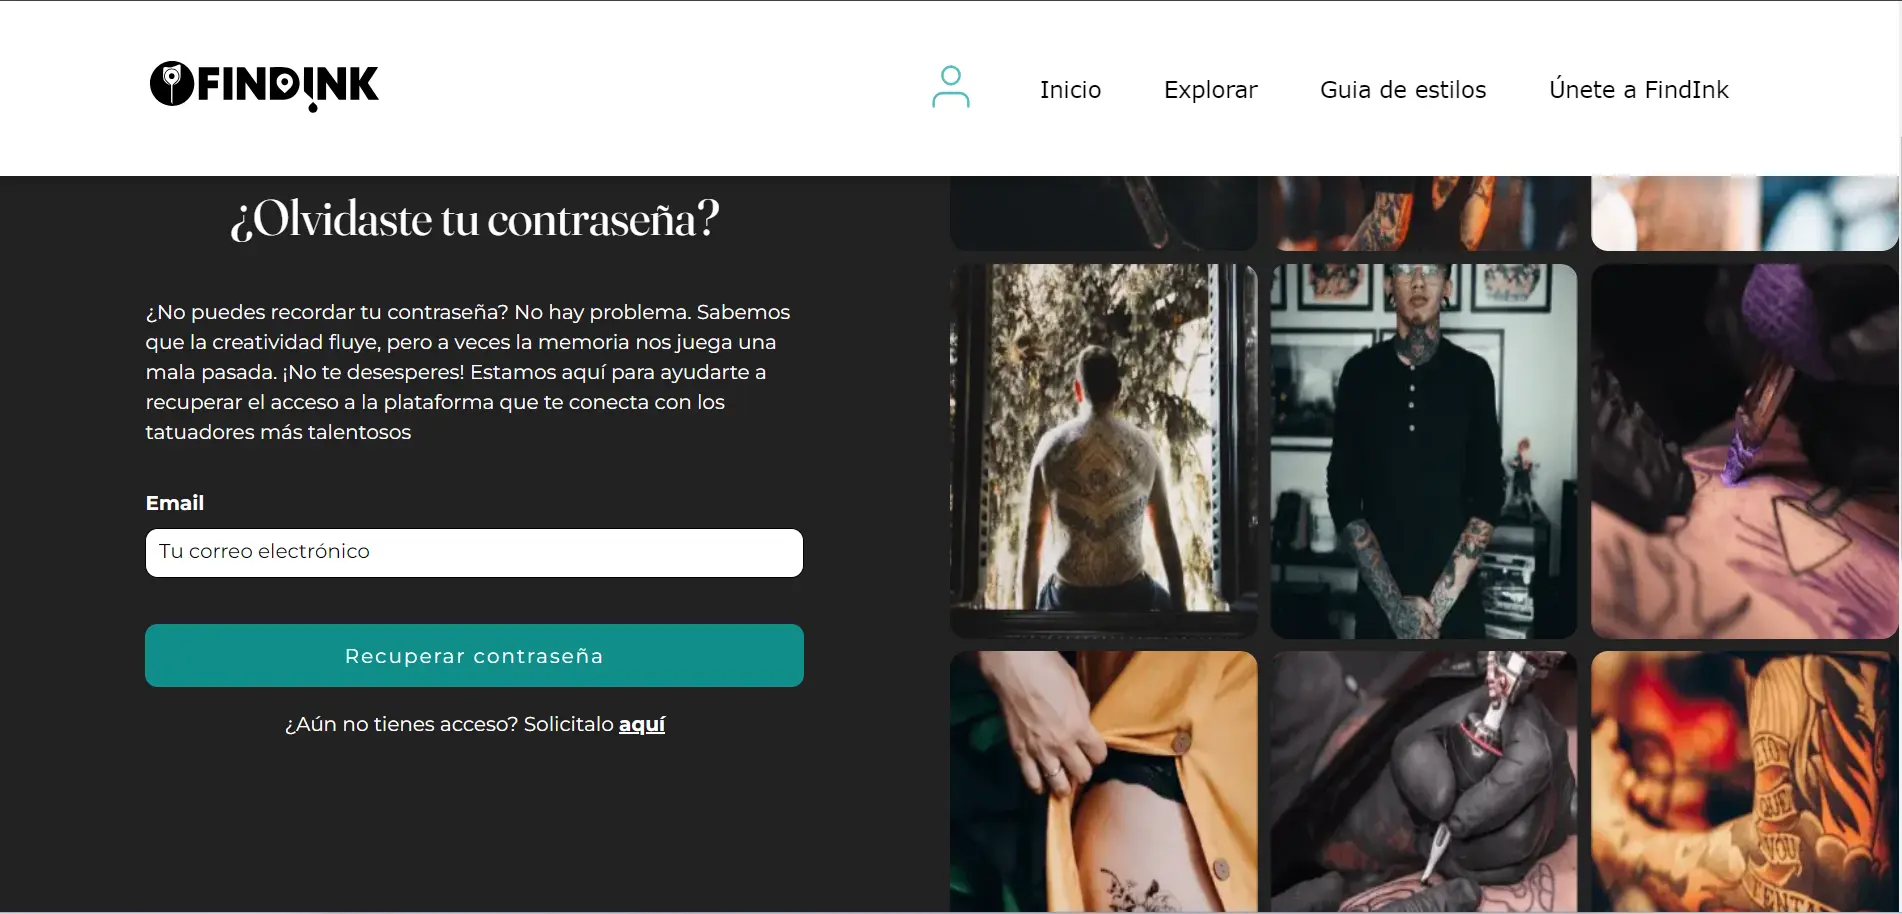 FINDINK
Inicio
Explorar
Guia de estilos
Únete a FindInk
¿Olvidaste tu contraseña?
¿No puedes recordar tu contraseña? No hay problema. Sabemos
que la creatividad fluye, pero a veces la memoria nos juega una
mala pasada. ¡No te desesperes! Estamos aquí para ayudarte a
recuperar el acceso a la plataforma que te conecta con los
tatuadores más talentosos
Email
Tu correo electrónico
Recuperar contraseña
¿Aún no tienes acceso? Solicitalo aquí
QUE
YOU